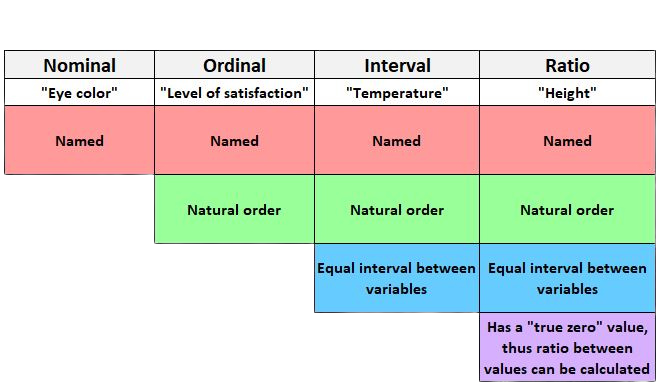 Nominal Ordinal Interval Ratio
"Eye color" "Level of satisfaction" "Temperature" "Height"
Named Named Named Named
Natural order Natural order Natural order
Equal interval between Equal interval between
variables variables
Has a "true zero" value,
thus ratio between
values can be calculated